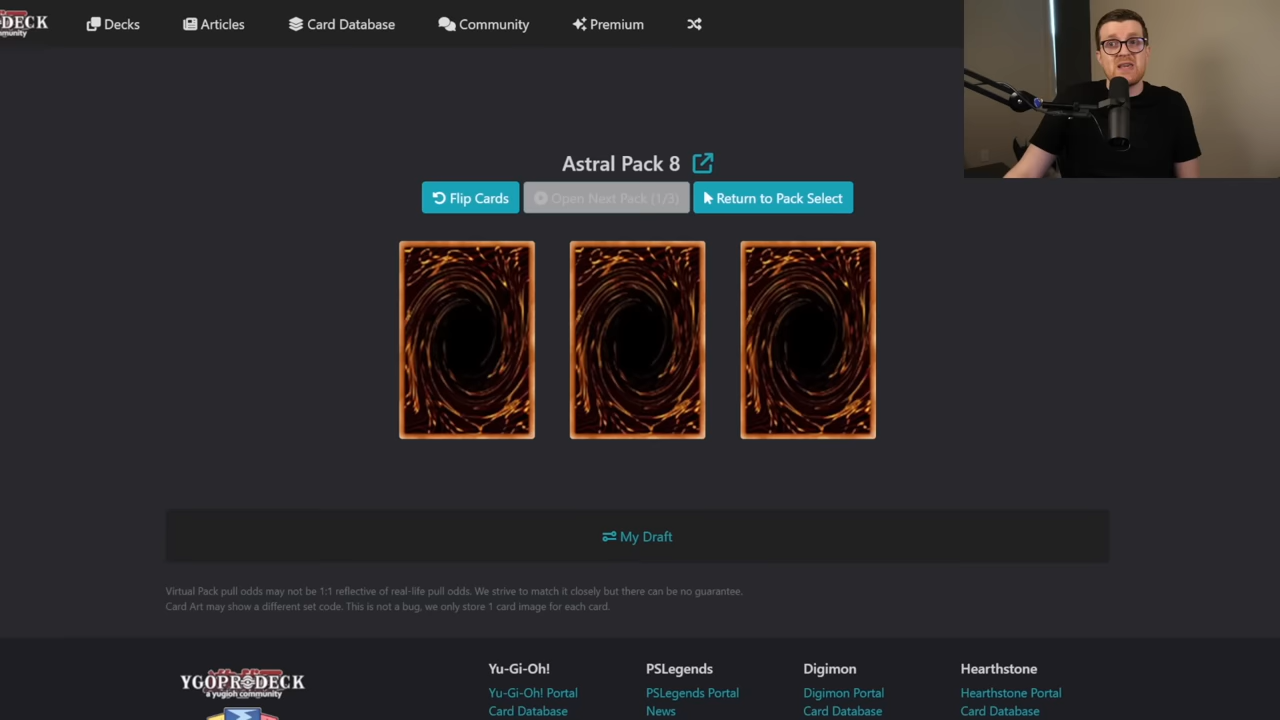 DECK
Decks
Articles
Card Database
Community
Premium
Astral Pack 8
Flip Cards
Open Next Pack (1/3)
Return to Pack Select
My Draft
Virtual Pack pull odds may not be 1:1 reflective of real-life pull odds. We strive to match it closely but there can be no guarantee.
Card Art may show a different set code. This is not a bug, we only store 1 card image for each card.
YGOPRODECK
a yugioh community
Yu-Gi-Oh!
Yu-Gi-Oh! Portal
Card Database
PSLegends
PSLegends Portal
News
Digimon
Digimon Portal
Card Database
Hearthstone
Hearthstone Portal
Card Database